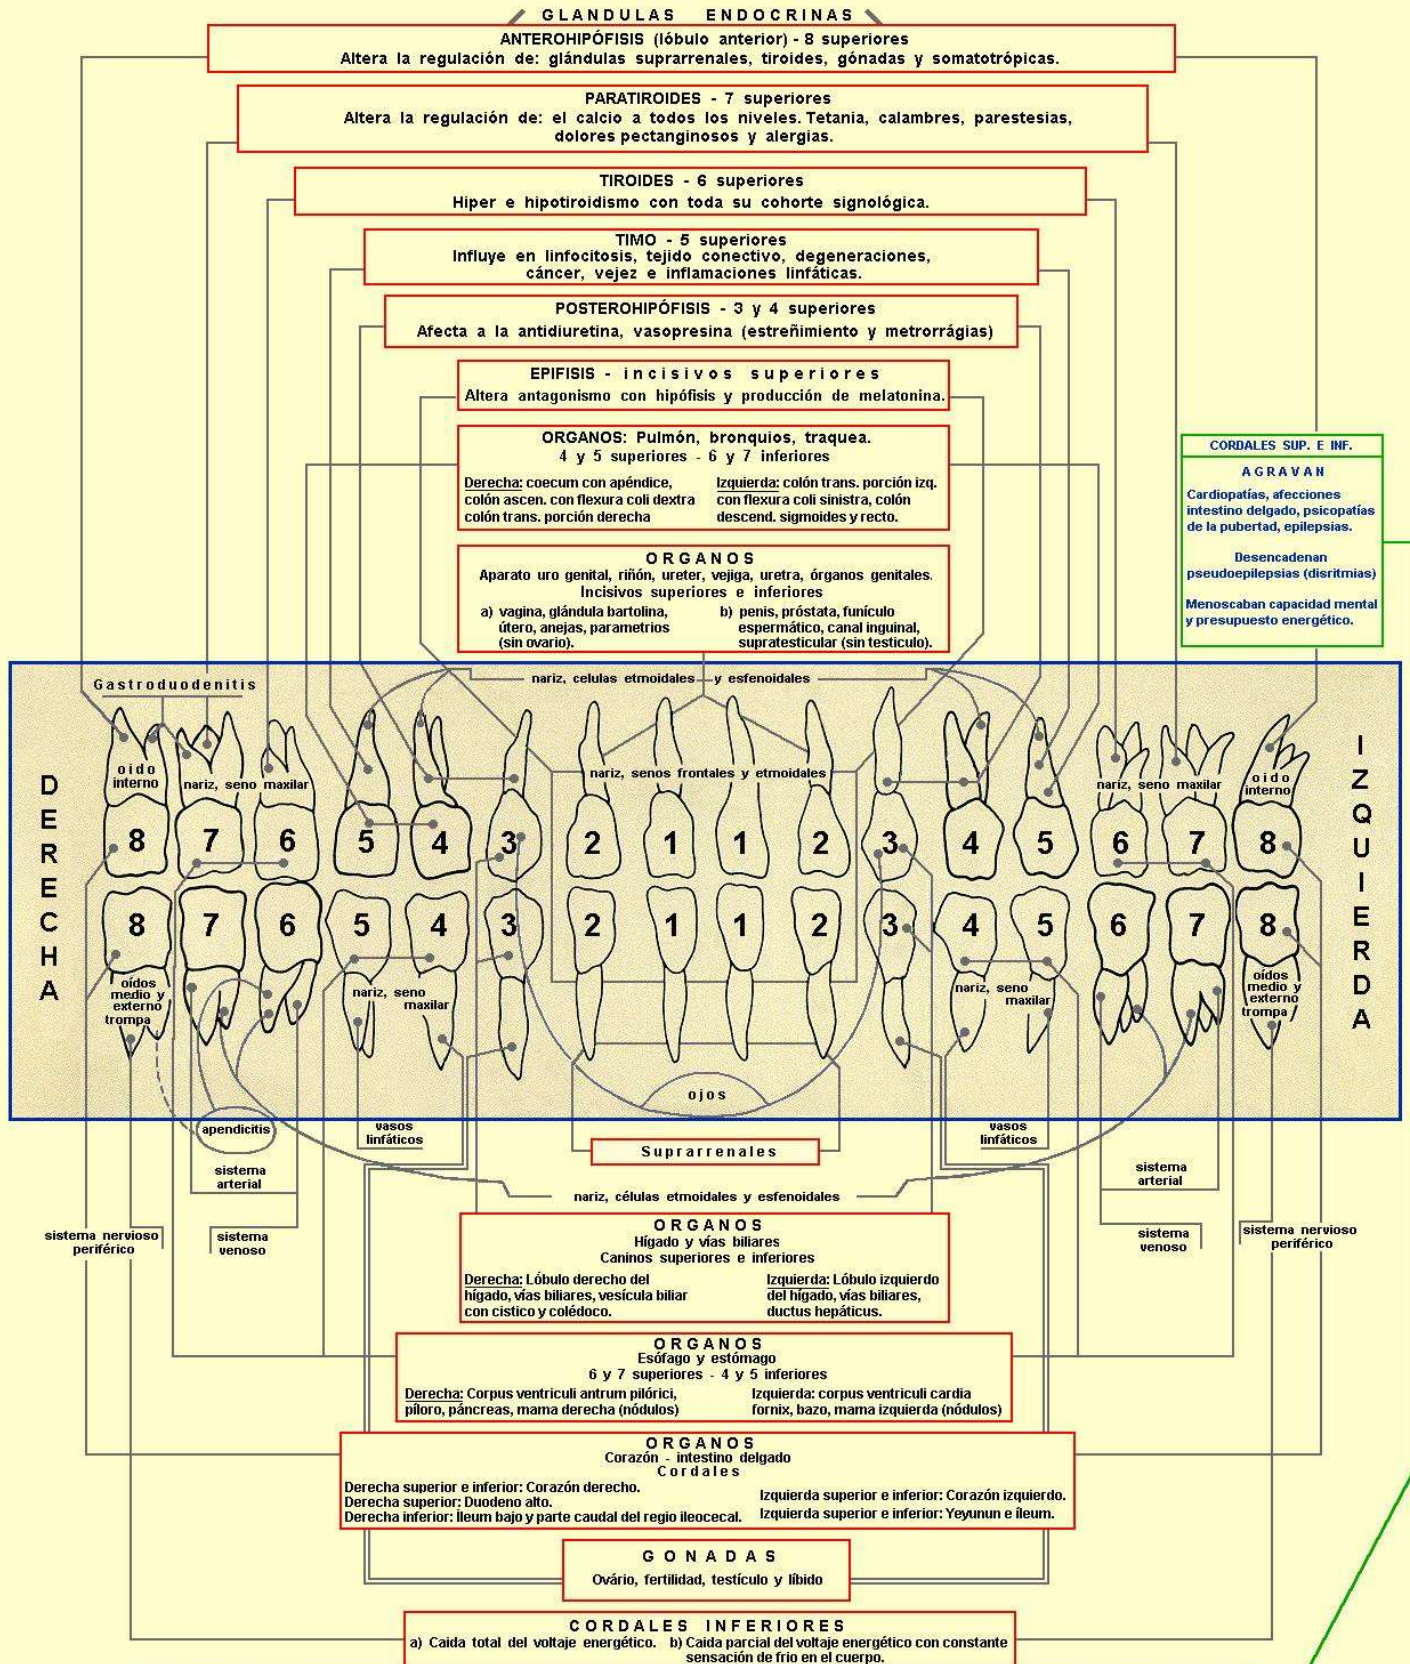 GLANDULAS ENDOCRINAS
ANTEROHIPÓFISIS (lóbulo anterior) - 8 superiores
Altera la regulación de: glándulas suprarrenales, tiroides, gónadas y somatotrópicas.
PARATIROIDES - 7 superiores
Altera la regulación de: el calcio a todos los niveles. Tetania, calambres, parestesias,
dolores pectanginosos y alergias.
TIROIDES - 6 superiores
Hiper e hipotiroidismo con toda su cohorte signológica.
TIMO - 5 superiores
Influye en linfocitosis, tejido conectivo, degeneraciones,
cáncer, vejez e inflamaciones linfáticas.
POSTEROHIPÓFISIS - 3 y 4 superiores
Afecta a la antidiuretina, vasopresina (estreñimiento y metrorrágias)
EPIFISIS - incisivos superiores
Altera antagonismo con hipófisis y producción de melatonina.
ORGANOS: Pulmón, bronquios, traquea.
4 y 5 superiores - 6 y 7 inferiores
Derecha: coecum con apéndice,
colón ascen. con flexura coli dextra
colón trans. porción derecha
Izquierda: colón trans. porción izq.
con flexura coli sinistra, colón
descend. sigmoides y recto.
CORDALES SUP. E INF.
AGRAVAN
Cardiopatías, afecciones
intestino delgado, psicopatías
de la pubertad, epilepsias.
Desencadenan
pseudoepilepsias (disritmias)
Menoscaban capacidad mental
y presupuesto energético.
ORGANOS
Aparato uro genital, riñón, ureter, vejiga, uretra, órganos genitales.
Incisivos superiores e inferiores
a) vagina, glándula bartolina,
útero, anejas, parametrios
(sin ovario).
b) penis, próstata, funículo
espermático, canal inguinal,
supratesticular (sin testiculo).
Gastroduodenitis
nariz, celulas etmoidales y esfenoidales
DERECHA
IZQUIERDA
oido
interno
nariz, seno maxilar
nariz, senos frontales y etmoidales
nariz, seno maxilar
oido
interno
8 7 6 5 4 3 2 1 1 2 3 4 5 6 7 8
8 7 6 5 4 3 2 1 1 2 3 4 5 6 7 8
oídos
medio y
externo
trompa
nariz, seno
maxilar
nariz, seno
maxilar
oídos
medio y
externo
trompa
ojos
apendicitis
vasos
linfáticos
vasos
linfáticos
Suprarrenales
sistema
arterial
sistema
arterial
nariz, células etmoidales y esfenoidales
sistema nervioso
periférico
sistema
venoso
sistema
venoso
sistema nervioso
periférico
ORGANOS
Hígado y vías biliares
Caninos superiores e inferiores
Derecha: Lóbulo derecho del
hígado, vías biliares, vesícula biliar
con cistico y colédoco.
Izquierda: Lóbulo izquierdo
del hígado, vías biliares,
ductus hepáticus.
ORGANOS
Esófago y estómago
6 y 7 superiores - 4 y 5 inferiores
Derecha: Corpus ventriculi antrum pilórici,
píloro, páncreas, mama derecha (nódulos)
Izquierda: corpus ventriculi cardia
fornix, bazo, mama izquierda (nódulos)
ORGANOS
Corazón - intestino delgado
Cordales
Derecha superior e inferior: Corazón derecho.
Derecha superior: Duodeno alto.
Derecha inferior: Íleum bajo y parte caudal del regio ileocecal.
Izquierda superior e inferior: Corazón izquierdo.
Izquierda superior e inferior: Yeyunun e íleum.
GONADAS
Ovário, fertilidad, testículo y líbido
CORDALES INFERIORES
a) Caida total del voltaje energético. b) Caida parcial del voltaje energético con constante
sensación de frio en el cuerpo.